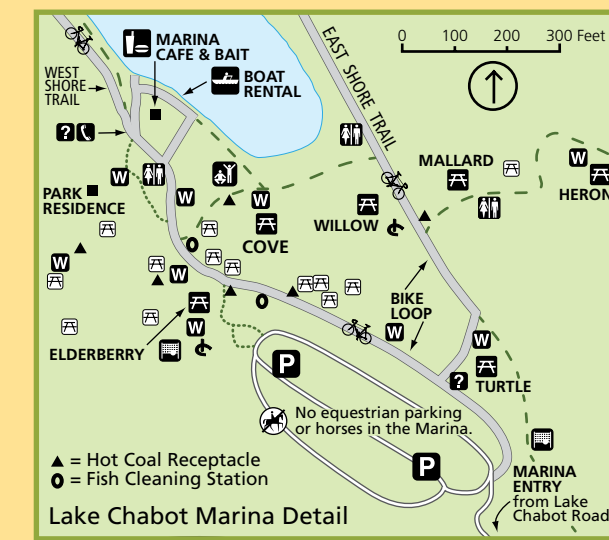 MARINA
CAFE & BAIT
BOAT
RENTAL
WEST
SHORE
TRAIL
? 
EAST SHORE TRAIL
0 100 200 300 Feet
W
PARK
RESIDENCE
W
COVE
W
W
WILLOW
MALLARD
W
HERON
ELDERBERRY
W
BIKE
LOOP
W
W
?
TURTLE
P
No equestrian parking
or horses in the Marina.
P
▲ = Hot Coal Receptacle
= Fish Cleaning Station
Lake Chabot Marina Detail
MARINA
ENTRY
from Lake
Chabot Road
W